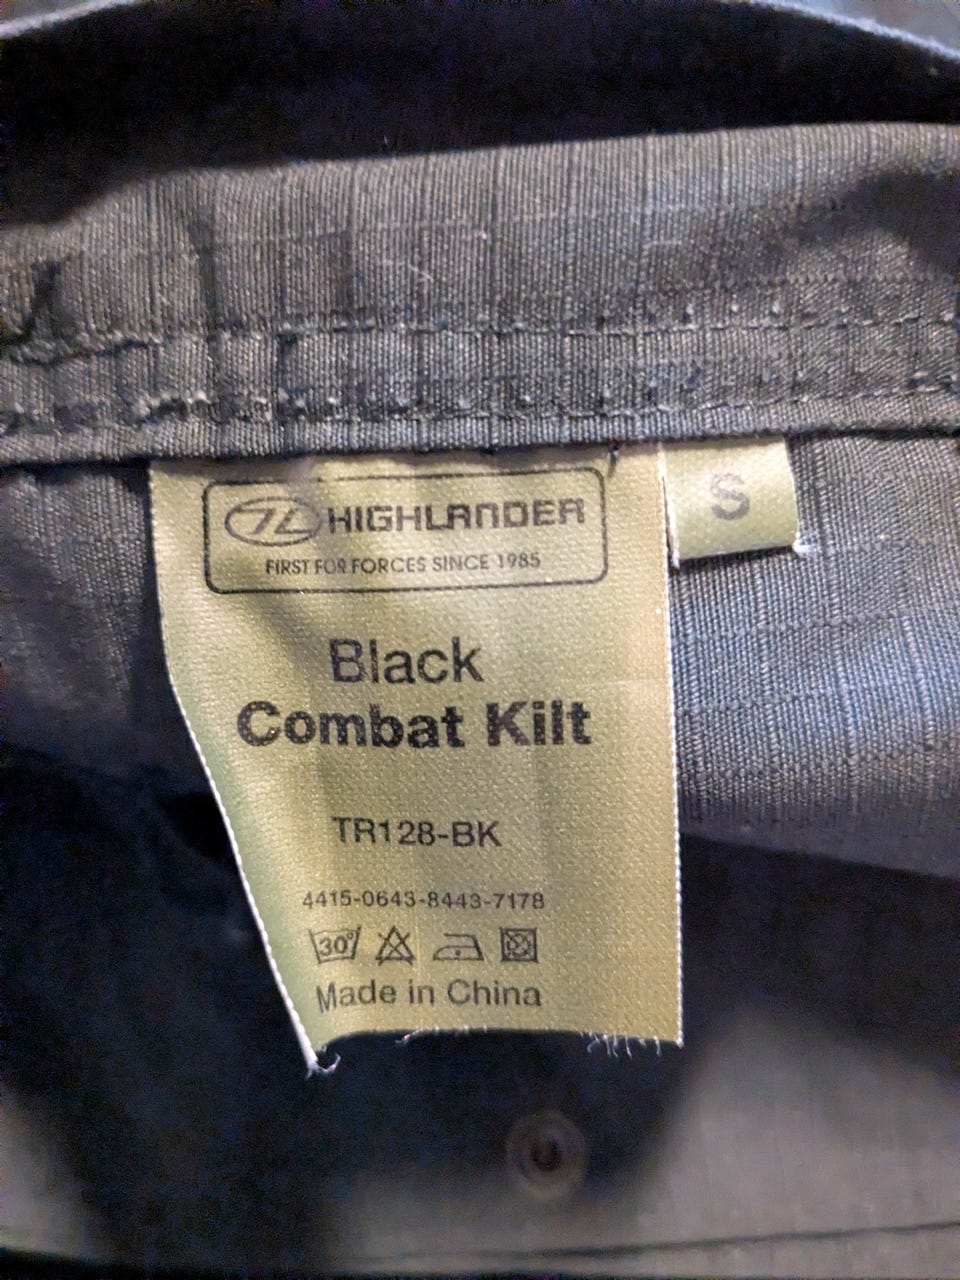 HIGHLANDER
FIRST FOR FORCES SINCE 1985
S
Black
Combat Kilt
TR128-BK
4415-0643-8443-7178
30°
Made in China